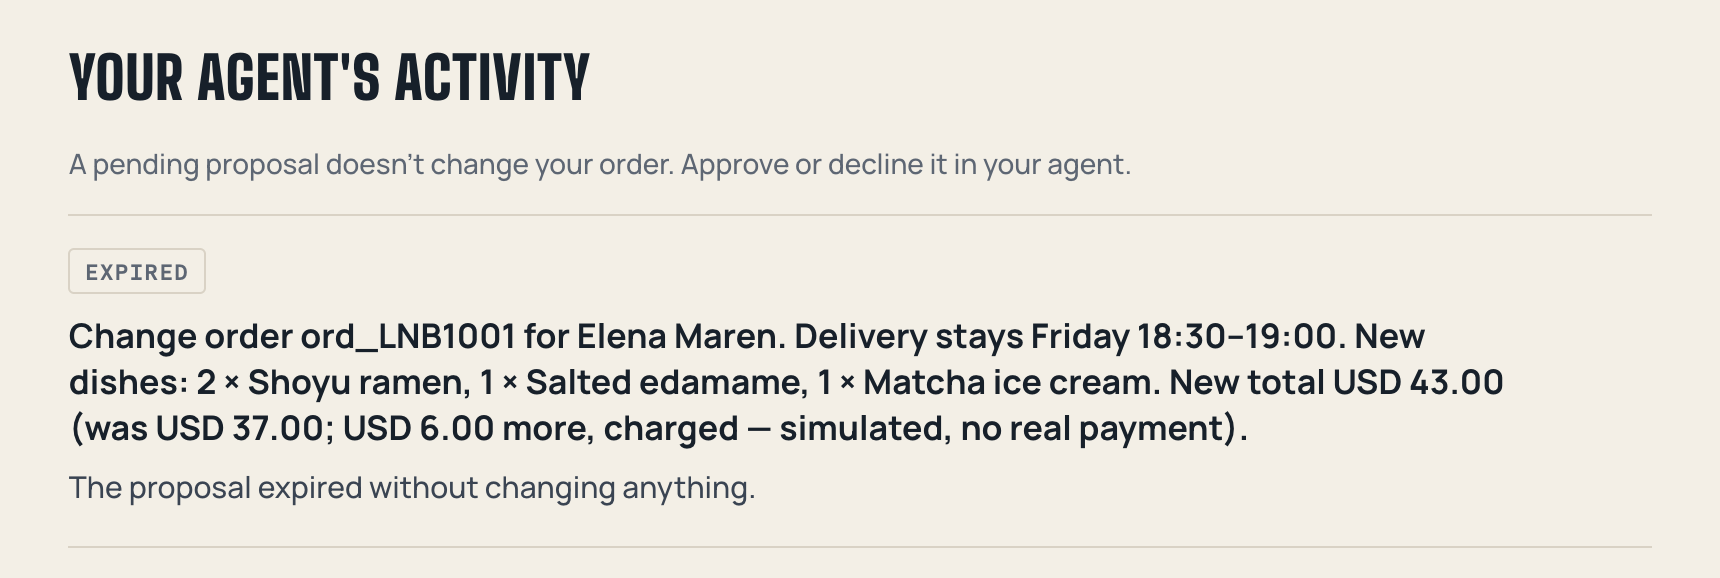 YOUR AGENT'S ACTIVITY
A pending proposal doesn’t change your order. Approve or decline it in your agent.
EXPIRED
Change order ord_LNB1001 for Elena Maren. Delivery stays Friday 18:30–19:00. New
dishes: 2 × Shoyu ramen, 1 × Salted edamame, 1 × Matcha ice cream. New total USD 43.00
(was USD 37.00; USD 6.00 more, charged — simulated, no real payment).
The proposal expired without changing anything.